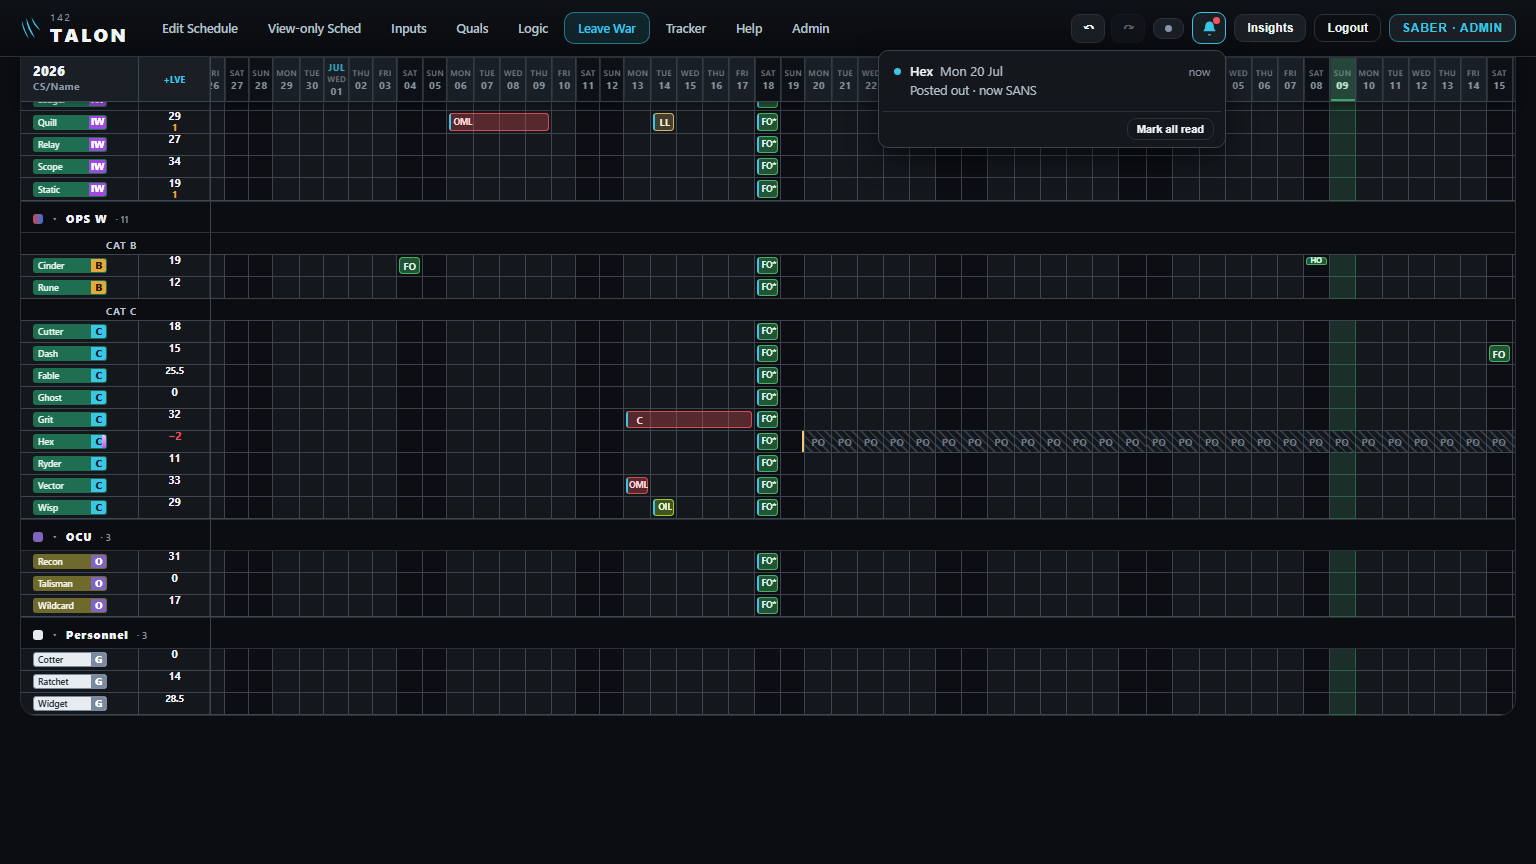 142
TALON
Edit Schedule
View-only Sched
Inputs
Quals
Logic
Leave War
Tracker
Help
Admin
Insights
Logout
SABER · ADMIN
2026
CS/Name
+LVE
SAT 27
SUN 28
MON 29
TUE 30
JUL WED 01
THU 02
FRI 03
SAT 04
SUN 05
MON 06
TUE 07
WED 08
THU 09
FRI 10
SAT 11
SUN 12
MON 13
TUE 14
WED 15
THU 16
FRI 17
SAT 18
SUN 19
MON 20
TUE 21
WED 05
THU 06
FRI 07
SAT 08
SUN 09
MON 10
TUE 11
WED 12
THU 13
FRI 14
SAT 15
Hex Mon 20 Jul now
Posted out · now SANS
Mark all read
Quill IW 29 1 OML LL FO*
Relay IW 27 FO*
Scope IW 34 FO*
Static IW 19 1 FO*
OPS W · 11
CAT B
Cinder B 19 FO FO* HO
Rune B 12 FO*
CAT C
Cutter C 18 FO*
Dash C 15 FO* FO
Fable C 25.5 FO*
Ghost C 0 FO*
Grit C 32 C FO*
Hex C −2 FO* PO PO PO PO PO PO PO PO PO PO PO PO PO PO PO PO PO PO PO PO PO PO PO PO PO PO PO
Ryder C 11 FO*
Vector C 33 OML FO*
Wisp C 29 OIL FO*
OCU · 3
Recon O 31 FO*
Talisman O 0 FO*
Wildcard O 17 FO*
Personnel · 3
Cotter G 0
Ratchet G 14
Widget G 28.5